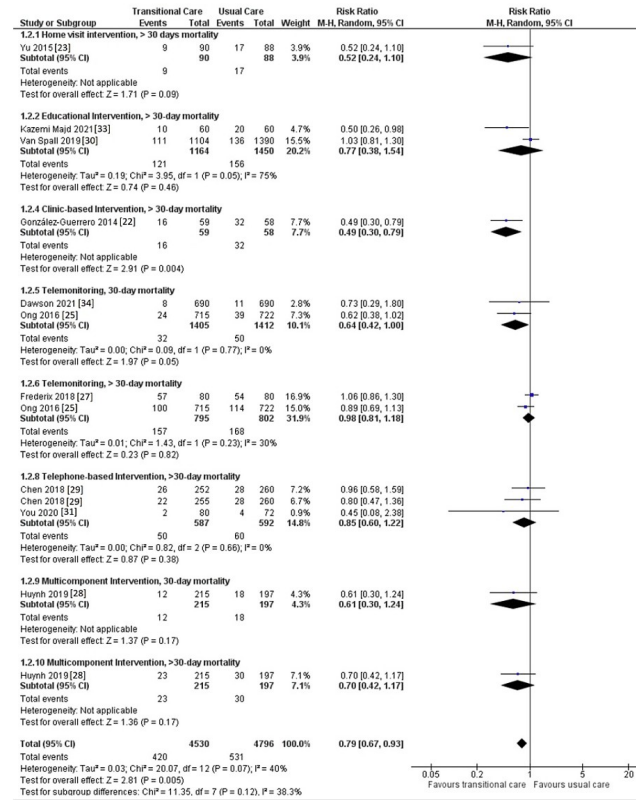 Transitional Care Usual Care Risk Ratio Risk Ratio
Study or Subgroup Events Total Events Total Weight M-H, Random, 95% CI M-H, Random, 95% CI
1.2.1 Home visit intervention, > 30 days mortality
Yu 2015 [23] 9 90 17 88 3.9% 0.52 [0.24, 1.10]
Subtotal (95% CI) 90 88 3.9% 0.52 [0.24, 1.10]
Total events 9 17
Heterogeneity: Not applicable
Test for overall effect: Z = 1.71 (P = 0.09)
1.2.2 Educational Intervention, > 30-day mortality
Kazemi Majd 2021[33] 10 60 20 60 4.7% 0.50 [0.26, 0.98]
Van Spall 2019 [30] 111 1104 136 1390 15.5% 1.03 [0.81, 1.30]
Subtotal (95% CI) 1164 1450 20.2% 0.77 [0.38, 1.54]
Total events 121 156
Heterogeneity: Tau² = 0.19; Chi² = 3.95, df = 1 (P = 0.05); I² = 75%
Test for overall effect: Z = 0.74 (P = 0.46)
1.2.4 Clinic-based Intervention, > 30-day mortality
González-Guerrero 2014 [22] 16 59 32 58 7.7% 0.49 [0.30, 0.79]
Subtotal (95% CI) 59 58 7.7% 0.49 [0.30, 0.79]
Total events 16 32
Heterogeneity: Not applicable
Test for overall effect: Z = 2.91 (P = 0.004)
1.2.5 Telemonitoring, 30-day mortality
Dawson 2021 [34] 8 690 11 690 2.8% 0.73 [0.29, 1.80]
Ong 2016 [25] 24 715 39 722 7.3% 0.62 [0.38, 1.02]
Subtotal (95% CI) 1405 1412 10.1% 0.64 [0.42, 1.00]
Total events 32 50
Heterogeneity: Tau² = 0.00; Chi² = 0.09, df = 1 (P = 0.77); I² = 0%
Test for overall effect: Z = 1.97 (P = 0.05)
1.2.6 Telemonitoring, > 30-day mortality
Frederix 2018 [27] 57 80 54 80 16.9% 1.06 [0.86, 1.30]
Ong 2016 [25] 100 715 114 722 15.0% 0.89 [0.69, 1.13]
Subtotal (95% CI) 795 802 31.9% 0.98 [0.81, 1.18]
Total events 157 168
Heterogeneity: Tau² = 0.01; Chi² = 1.43, df = 1 (P = 0.23); I² = 30%
Test for overall effect: Z = 0.23 (P = 0.82)
1.2.8 Telephone-based Intervention, >30-day mortality
Chen 2018 [29] 26 252 28 260 7.2% 0.96 [0.58, 1.59]
Chen 2018 [29] 22 255 28 260 6.7% 0.80 [0.47, 1.36]
You 2020 [31] 2 80 4 72 0.9% 0.45 [0.08, 2.38]
Subtotal (95% CI) 587 592 14.8% 0.85 [0.60, 1.22]
Total events 50 60
Heterogeneity: Tau² = 0.00; Chi² = 0.82, df = 2 (P = 0.66); I² = 0%
Test for overall effect: Z = 0.87 (P = 0.38)
1.2.9 Multicomponent Intervention, 30-day mortality
Huynh 2019 [28] 12 215 18 197 4.3% 0.61 [0.30, 1.24]
Subtotal (95% CI) 215 197 4.3% 0.61 [0.30, 1.24]
Total events 12 18
Heterogeneity: Not applicable
Test for overall effect: Z = 1.37 (P = 0.17)
1.2.10 Multicomponent Intervention, >30-day mortality
Huynh 2019 [28] 23 215 30 197 7.1% 0.70 [0.42, 1.17]
Subtotal (95% CI) 215 197 7.1% 0.70 [0.42, 1.17]
Total events 23 30
Heterogeneity: Not applicable
Test for overall effect: Z = 1.36 (P = 0.17)
Total (95% CI) 4530 4796 100.0% 0.79 [0.67, 0.93]
Total events 420 531
Heterogeneity: Tau² = 0.03; Chi² = 20.07, df = 12 (P = 0.07); I² = 40%
Test for overall effect: Z = 2.81 (P = 0.005)
Test for subgroup differences: Chi² = 11.35, df = 7 (P = 0.12), I² = 38.3%
0.05 0.2 1 5 20
Favours transitional care Favours usual care